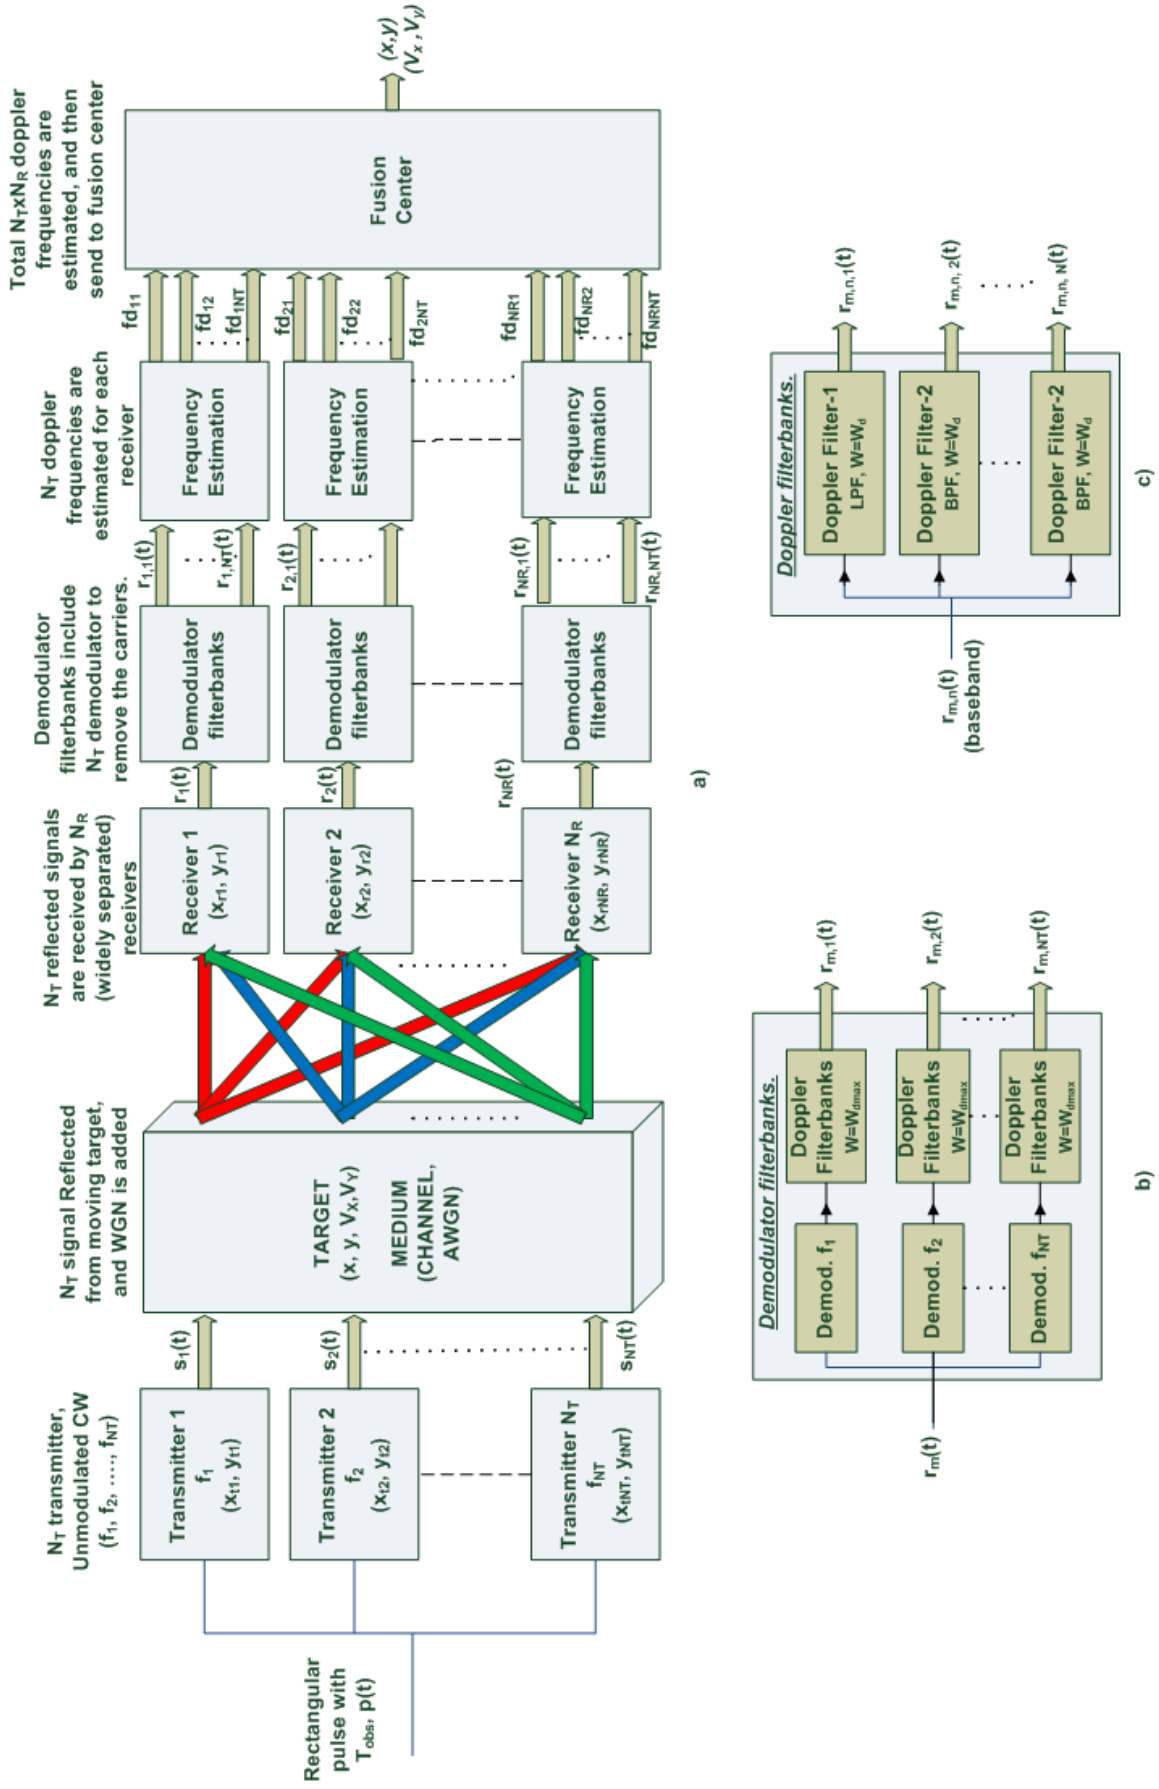 N_T transmitter,
Unmodulated CW
(f_1, f_2, ...., f_NT)
N_T signal Reflected
from moving target,
and WGN is added
N_T reflected signals
are received by N_R
(widely separated)
receivers
Demodulator
filterbanks include
N_T demodulator to
remove the carriers.
N_T doppler
frequencies are
estimated for each
receiver
Total N_TxN_R doppler
frequencies are
estimated, and then
send to fusion center
Rectangular
pulse with
T_obs, p(t)
Transmitter 1
f_1
(x_t1, y_t1)
Transmitter 2
f_2
(x_t2, y_t2)
Transmitter N_T
f_NT
(x_tNT, y_tNT)
s_1(t)
s_2(t)
s_NT(t)
TARGET
(x, y, V_X,V_Y)
MEDIUM
(CHANNEL,
AWGN)
Receiver 1
(x_r1, y_r1)
Receiver 2
(x_r2, y_r2)
Receiver N_R
(x_rNR, y_rNR)
r_1(t)
r_2(t)
r_NR(t)
Demodulator
filterbanks
Demodulator
filterbanks
Demodulator
filterbanks
r_1,1(t)
r_1,NT(t)
r_2,1(t)
r_NR,1(t)
r_NR,NT(t)
Frequency
Estimation
Frequency
Estimation
Frequency
Estimation
fd_11
fd_12
fd_1NT
fd_21
fd_22
fd_2NT
fd_NR1
fd_NR2
fd_NRNT
Fusion
Center
(x,y)
(V_x, V_y)
a)
Demodulator filterbanks.
r_m(t)
Demod. f_1
Demod. f_2
Demod. f_NT
Doppler
Filterbanks
W=W_dmax
Doppler
Filterbanks
W=W_dmax
Doppler
Filterbanks
W=W_dmax
r_m,1(t)
r_m,2(t)
r_m,NT(t)
b)
Doppler filterbanks.
r_m,n(t)
(baseband)
Doppler Filter-1
LPF, W=W_d
Doppler Filter-2
BPF, W=W_d
Doppler Filter-2
BPF, W=W_d
r_m,n,1(t)
r_m,n, 2(t)
r_m,n, N(t)
c)